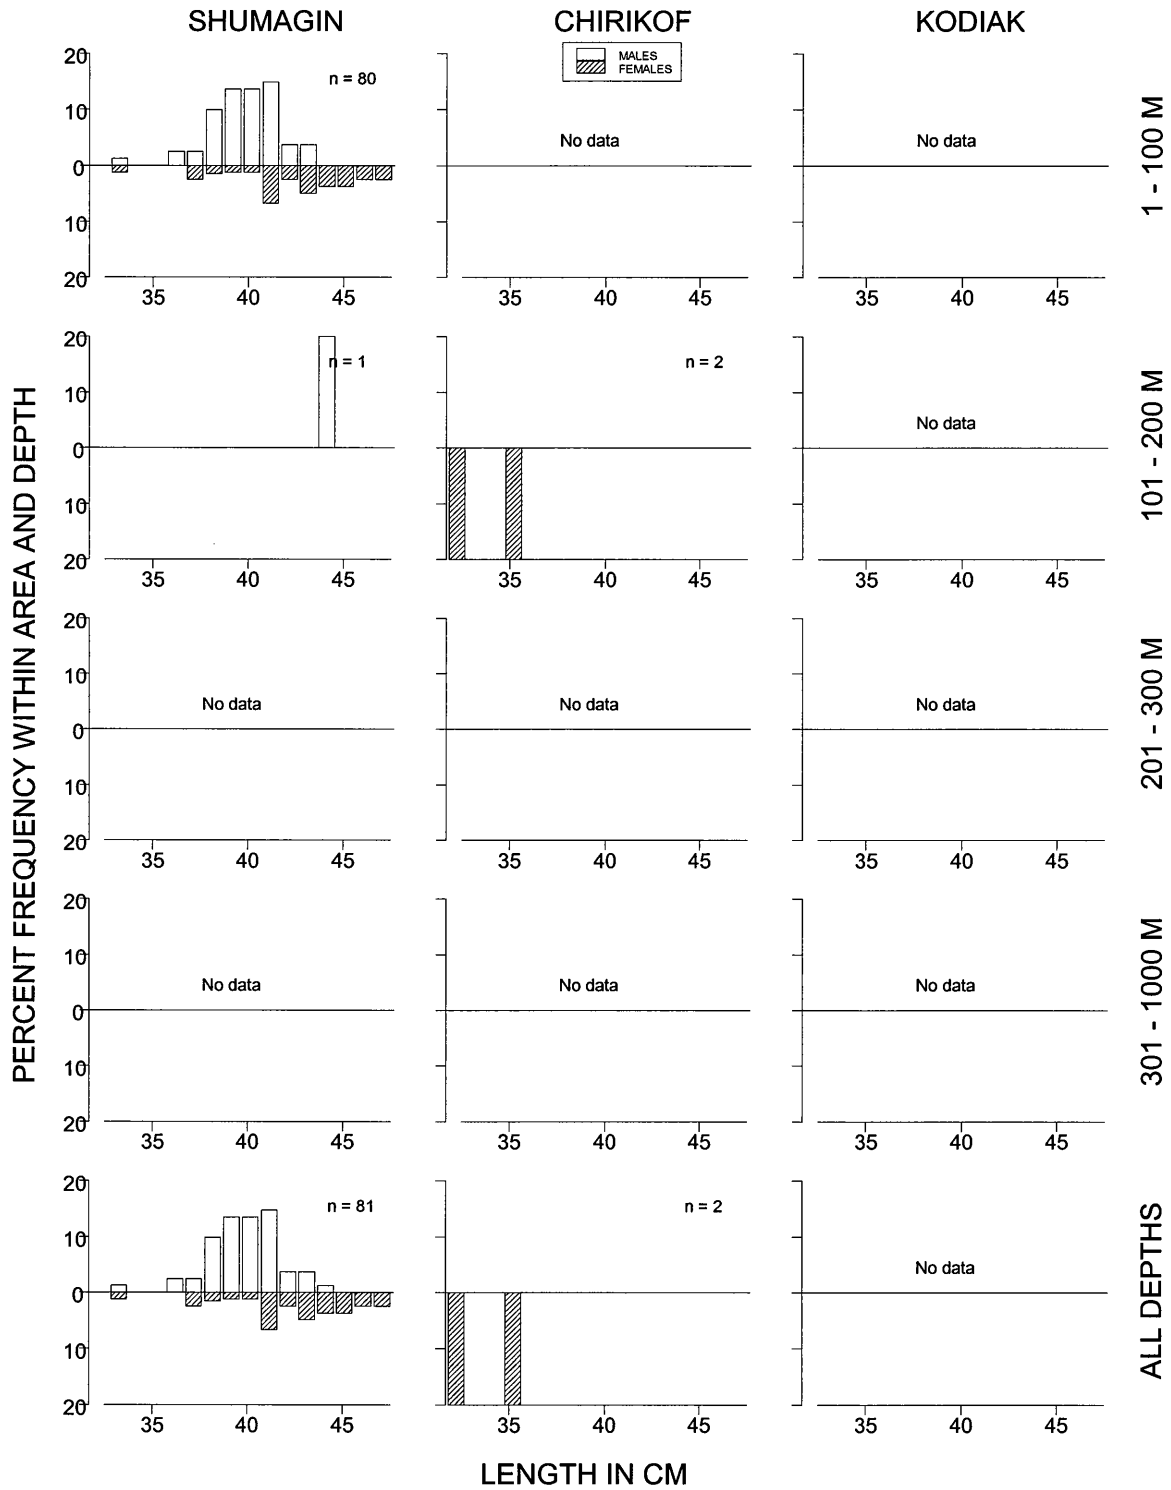 SHUMAGIN CHIRIKOF KODIAK
MALES
FEMALES
PERCENT FREQUENCY WITHIN AREA AND DEPTH
20
10
0
10
20
n = 80
35 40 45
No data
35 40 45
No data
35 40 45
1 - 100 M
20
10
0
10
20
n = 1
35 40 45
n = 2
35 40 45
No data
35 40 45
101 - 200 M
20
10
0
10
20
No data
35 40 45
No data
35 40 45
No data
35 40 45
201 - 300 M
20
10
0
10
20
No data
35 40 45
No data
35 40 45
No data
35 40 45
301 - 1000 M
20
10
0
10
20
n = 81
35 40 45
n = 2
35 40 45
No data
35 40 45
ALL DEPTHS
LENGTH IN CM